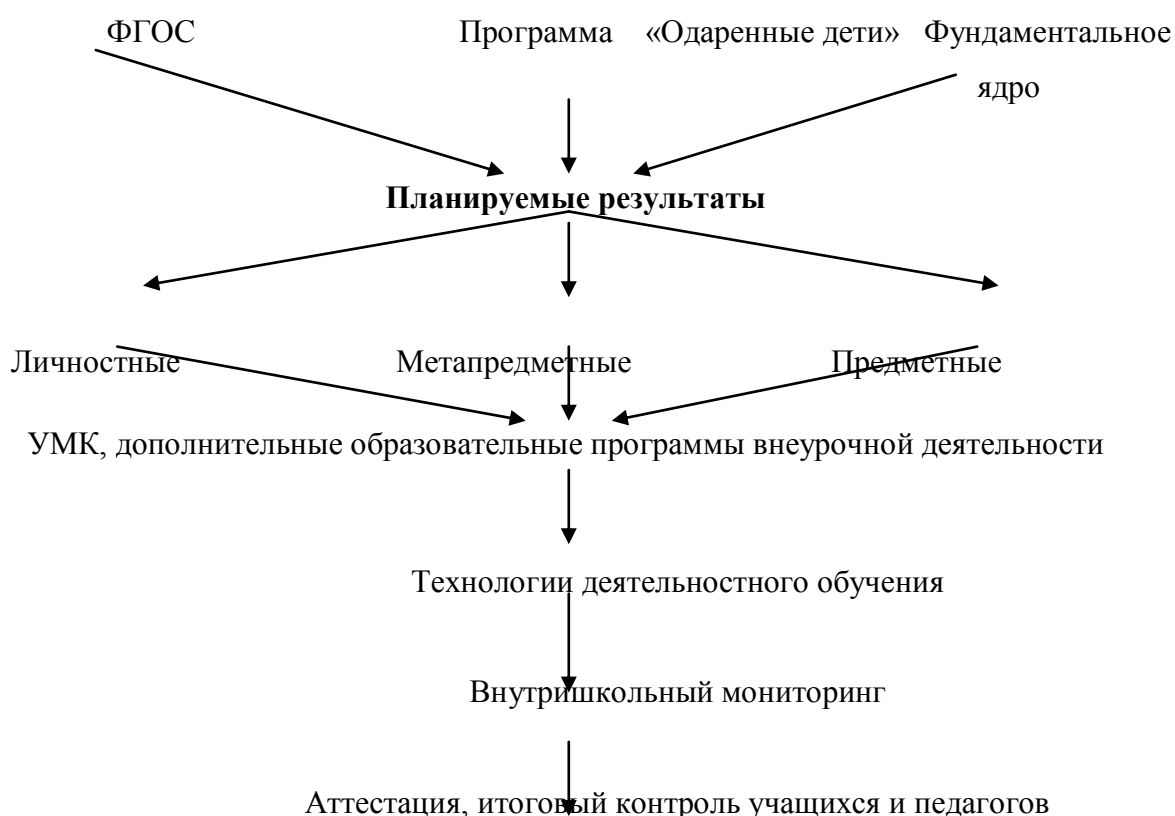 ФГОС Программа «Одаренные дети» Фундаментальное
ядро
Планируемые результаты
Личностные Метапредметные Предметные
УМК, дополнительные образовательные программы внеурочной деятельности
Технологии деятельностного обучения
Внутришкольный мониторинг
Аттестация, итоговый контроль учащихся и педагогов